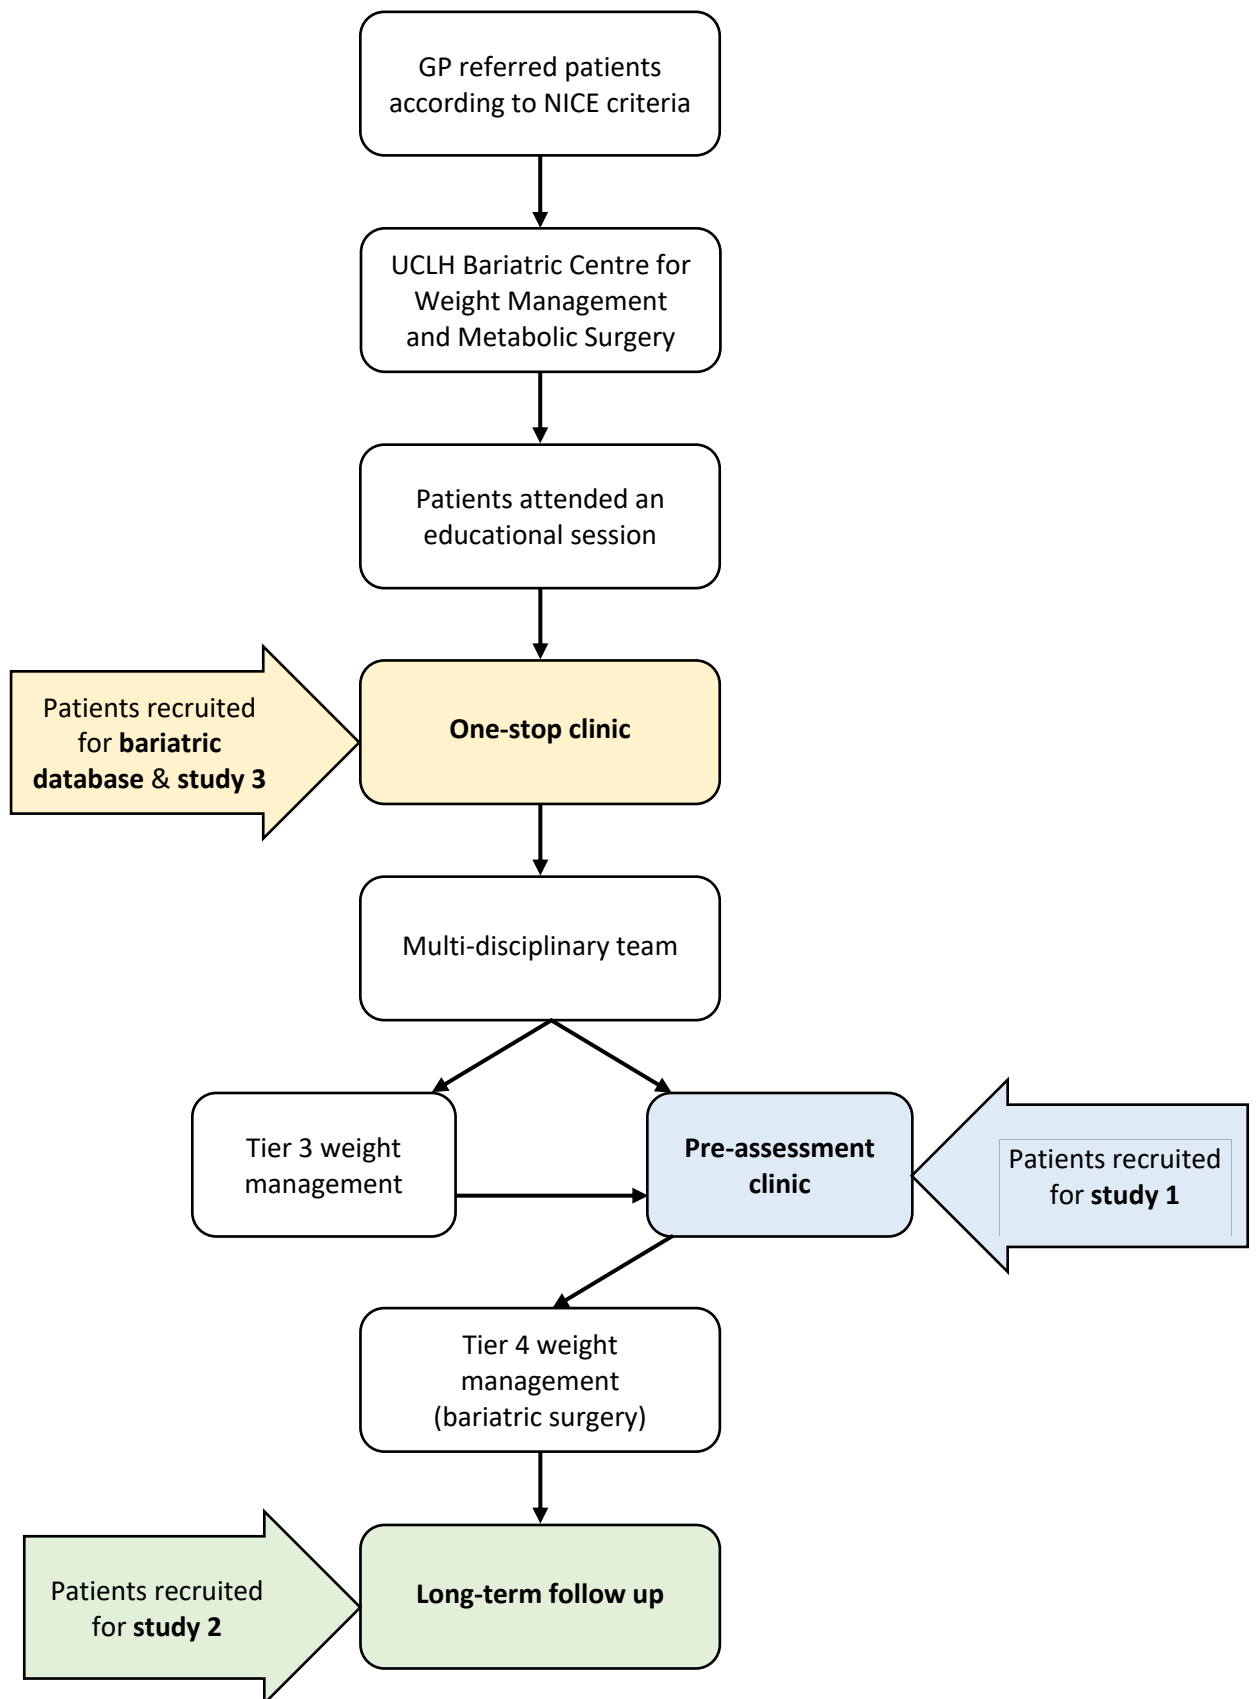 GP referred patients
according to NICE criteria
UCLH Bariatric Centre for
Weight Management
and Metabolic Surgery
Patients attended an
educational session
Patients recruited
for bariatric
database & study 3
One-stop clinic
Multi-disciplinary team
Tier 3 weight
management
Pre-assessment
clinic
Patients recruited
for study 1
Tier 4 weight
management
(bariatric surgery)
Patients recruited
for study 2
Long-term follow up